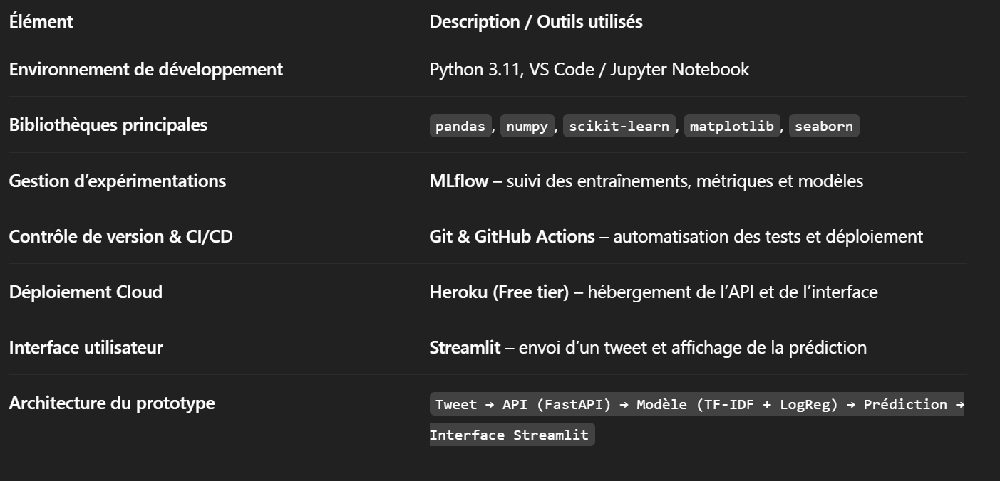 Élément Description / Outils utilisés
Environnement de développement Python 3.11, VS Code / Jupyter Notebook
Bibliothèques principales pandas, numpy, scikit-learn, matplotlib, seaborn
Gestion d’expérimentations MLflow – suivi des entraînements, métriques et modèles
Contrôle de version & CI/CD Git & GitHub Actions – automatisation des tests et déploiement
Déploiement Cloud Heroku (Free tier) – hébergement de l’API et de l’interface
Interface utilisateur Streamlit – envoi d’un tweet et affichage de la prédiction
Architecture du prototype Tweet → API (FastAPI) → Modèle (TF-IDF + LogReg) → Prédiction →
Interface Streamlit